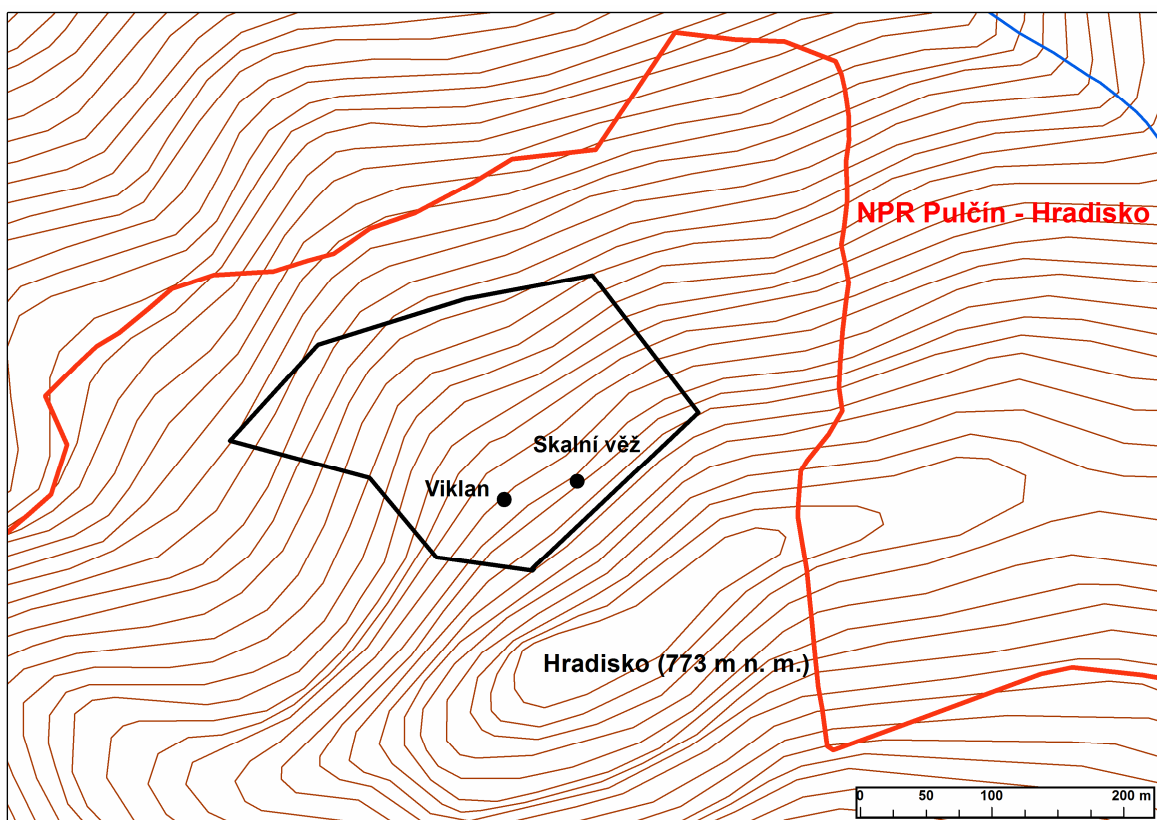 NPR Pulčín - Hradisko
Skalní věž
Viklan
Hradisko (773 m n. m.)
0 50 100 200 m